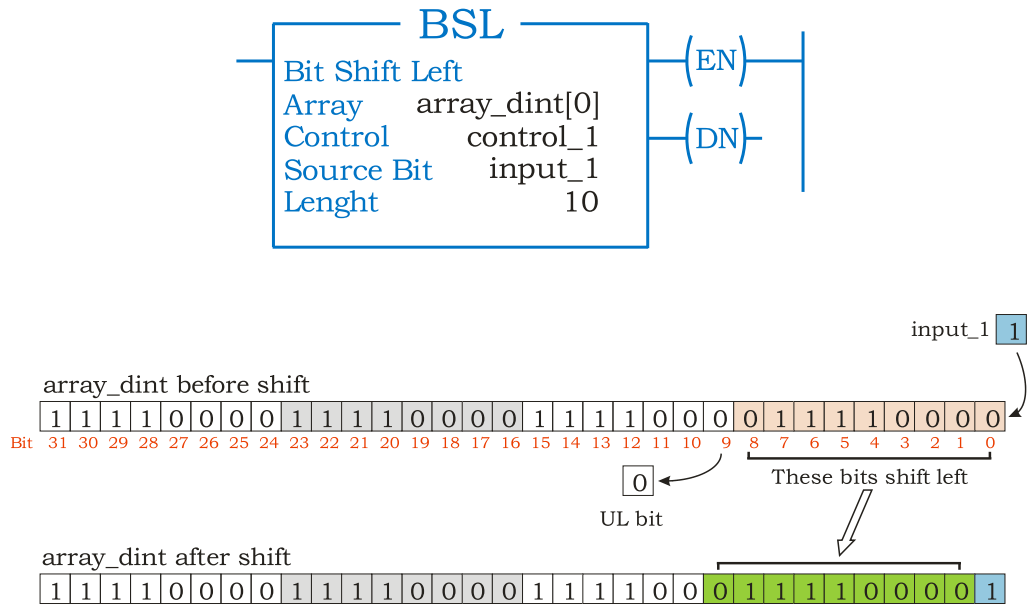 BSL
Bit Shift Left
Array array_dint[0]
Control control_1
Source Bit input_1
Lenght 10
EN
DN
input_1 1
array_dint before shift
1 1 1 1 0 0 0 0 1 1 1 1 0 0 0 0 1 1 1 1 0 0 0 0 1 1 1 1 0 0 0 0
Bit 31 30 29 28 27 26 25 24 23 22 21 20 19 18 17 16 15 14 13 12 11 10 9 8 7 6 5 4 3 2 1 0
These bits shift left
0
UL bit
array_dint after shift
1 1 1 1 0 0 0 0 1 1 1 1 0 0 0 0 1 1 1 1 0 0 0 1 1 1 1 0 0 0 0 1